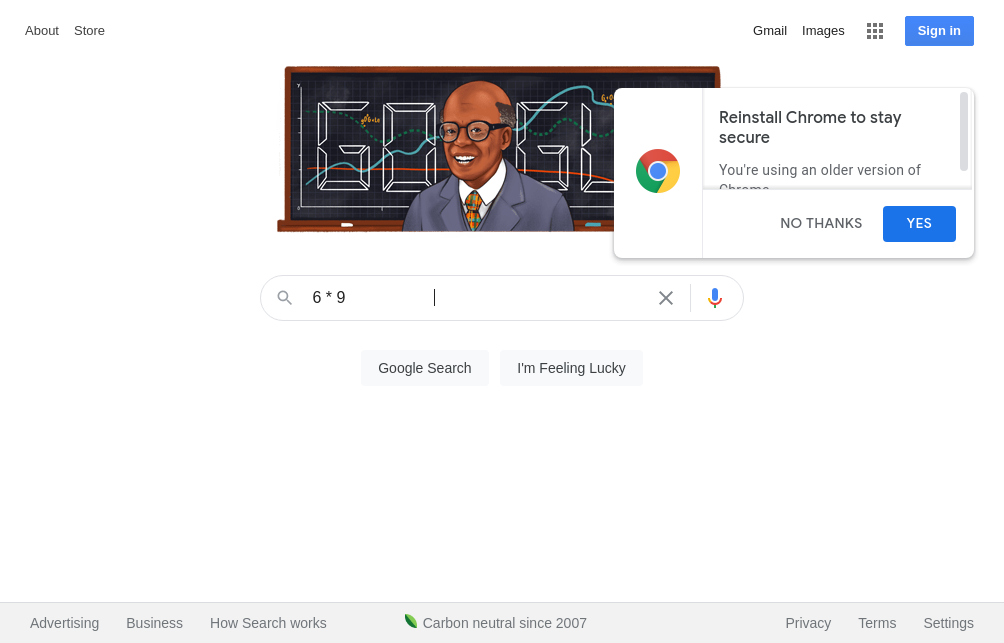 About Store
Gmail Images Sign in
Reinstall Chrome to stay
secure
You're using an older version of
Chrome
NO THANKS YES
6 * 9
Google Search I'm Feeling Lucky
Advertising Business How Search works Carbon neutral since 2007 Privacy Terms Settings